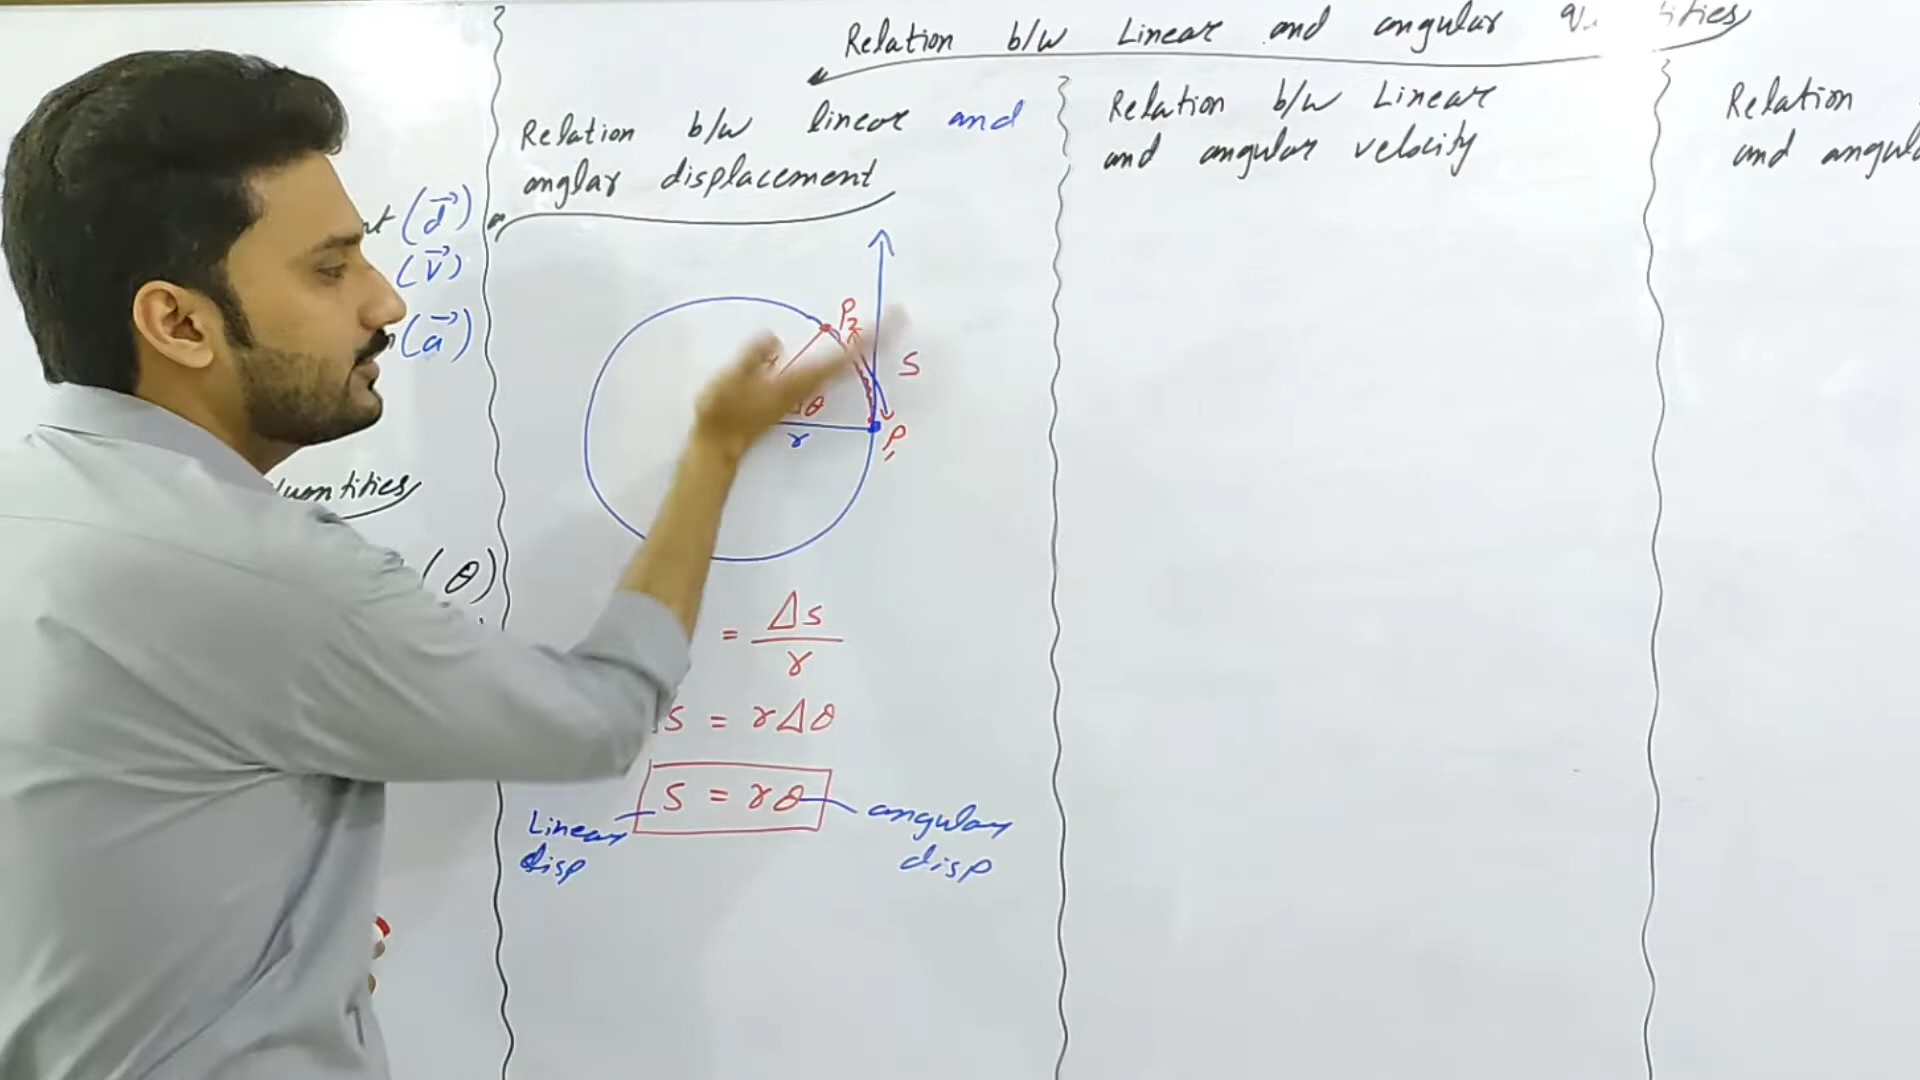 Relation b/w Linear and angular
Relation b/w linear and
anglar displacement
(d)
(v)
(a)
(θ)
P2
S
Δθ
r
P1
= Δs
r
s = rΔθ
S = rθ
Linear
disp
angular
disp
Relation b/w Linear
and angular velocity
Relation
and